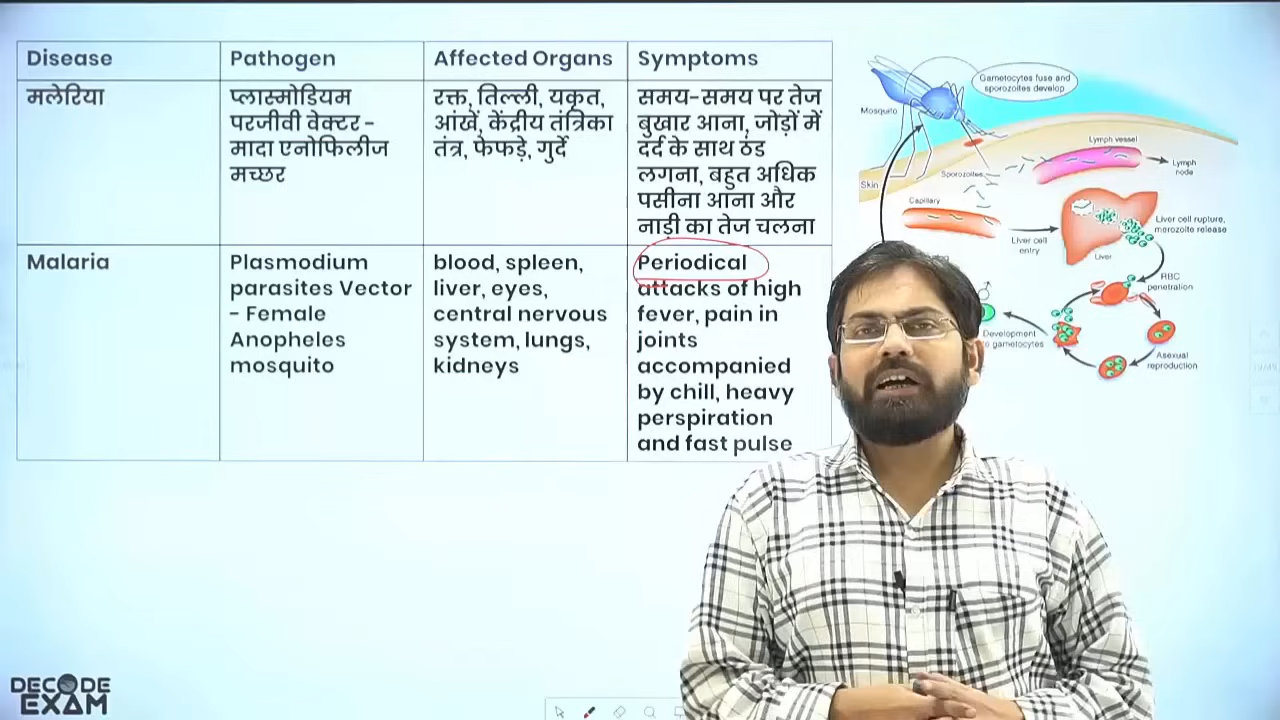 Disease
Pathogen
Affected Organs
Symptoms
मलेरिया
प्लास्मोडियम
परजीवी वेक्टर -
मादा एनोफिलीज
मच्छर
रक्त, तिल्ली, यकृत,
आंखें, केंद्रीय तंत्रिका
तंत्र, फेफड़े, गुर्दे
समय-समय पर तेज
बुखार आना, जोड़ों में
दर्द के साथ ठंड
लगना, बहुत अधिक
पसीना आना और
नाड़ी का तेज चलना
Malaria
Plasmodium
parasites Vector
- Female
Anopheles
mosquito
blood, spleen,
liver, eyes,
central nervous
system, lungs,
kidneys
Periodical
attacks of high
fever, pain in
joints
accompanied
by chill, heavy
perspiration
and fast pulse
Gametocytes fuse and
sporozoites develop
Mosquito
Lymph vessel
Lymph
node
Sporozoites
Skin
Capillary
Liver cell
entry
Liver
Liver cell rupture,
merozoite release
RBC
penetration
Asexual
reproduction
Development
gametocytes
DECODE
EXAM